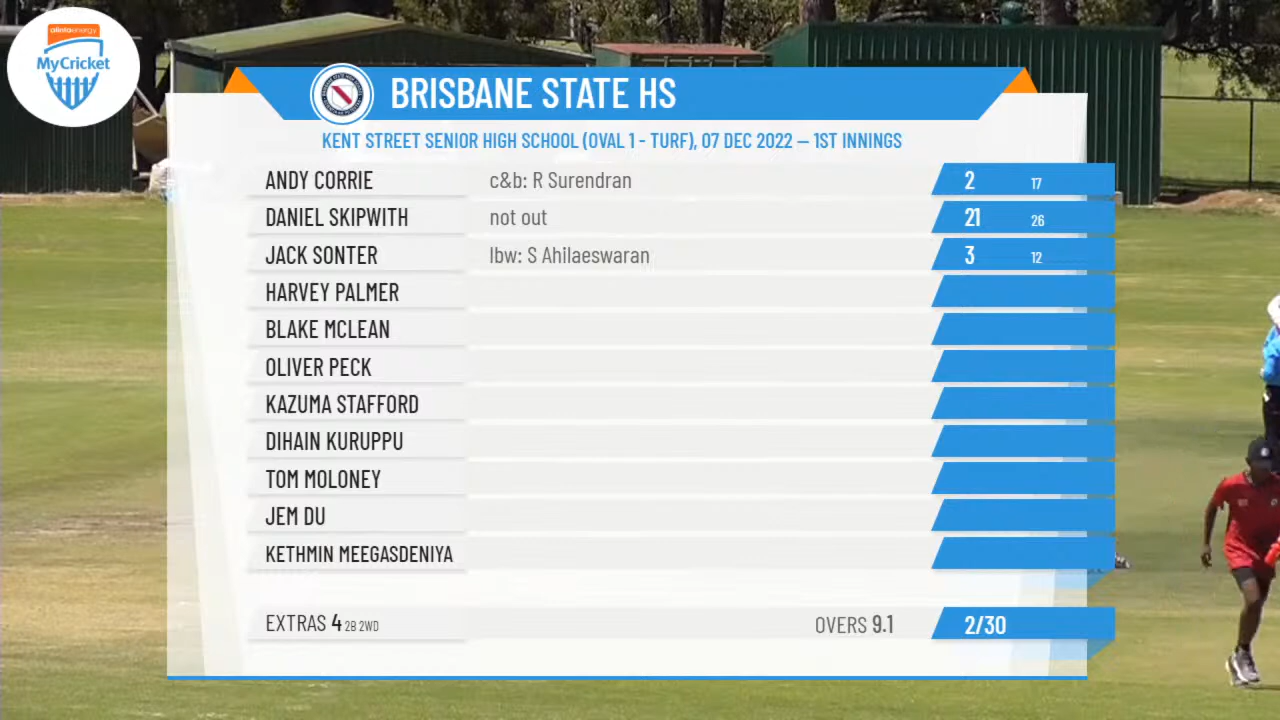 alintaenergy
MyCricket
BRISBANE STATE HS
KENT STREET SENIOR HIGH SCHOOL (OVAL 1 - TURF), 07 DEC 2022 – 1ST INNINGS
ANDY CORRIE c&b: R Surendran 2 17
DANIEL SKIPWITH not out 21 26
JACK SONTER lbw: S Ahilaeswaran 3 12
HARVEY PALMER
BLAKE MCLEAN
OLIVER PECK
KAZUMA STAFFORD
DIHAIN KURUPPU
TOM MOLONEY
JEM DU
KETHMIN MEEGASDENIYA
EXTRAS 4 2B 2WD OVERS 9.1 2/30